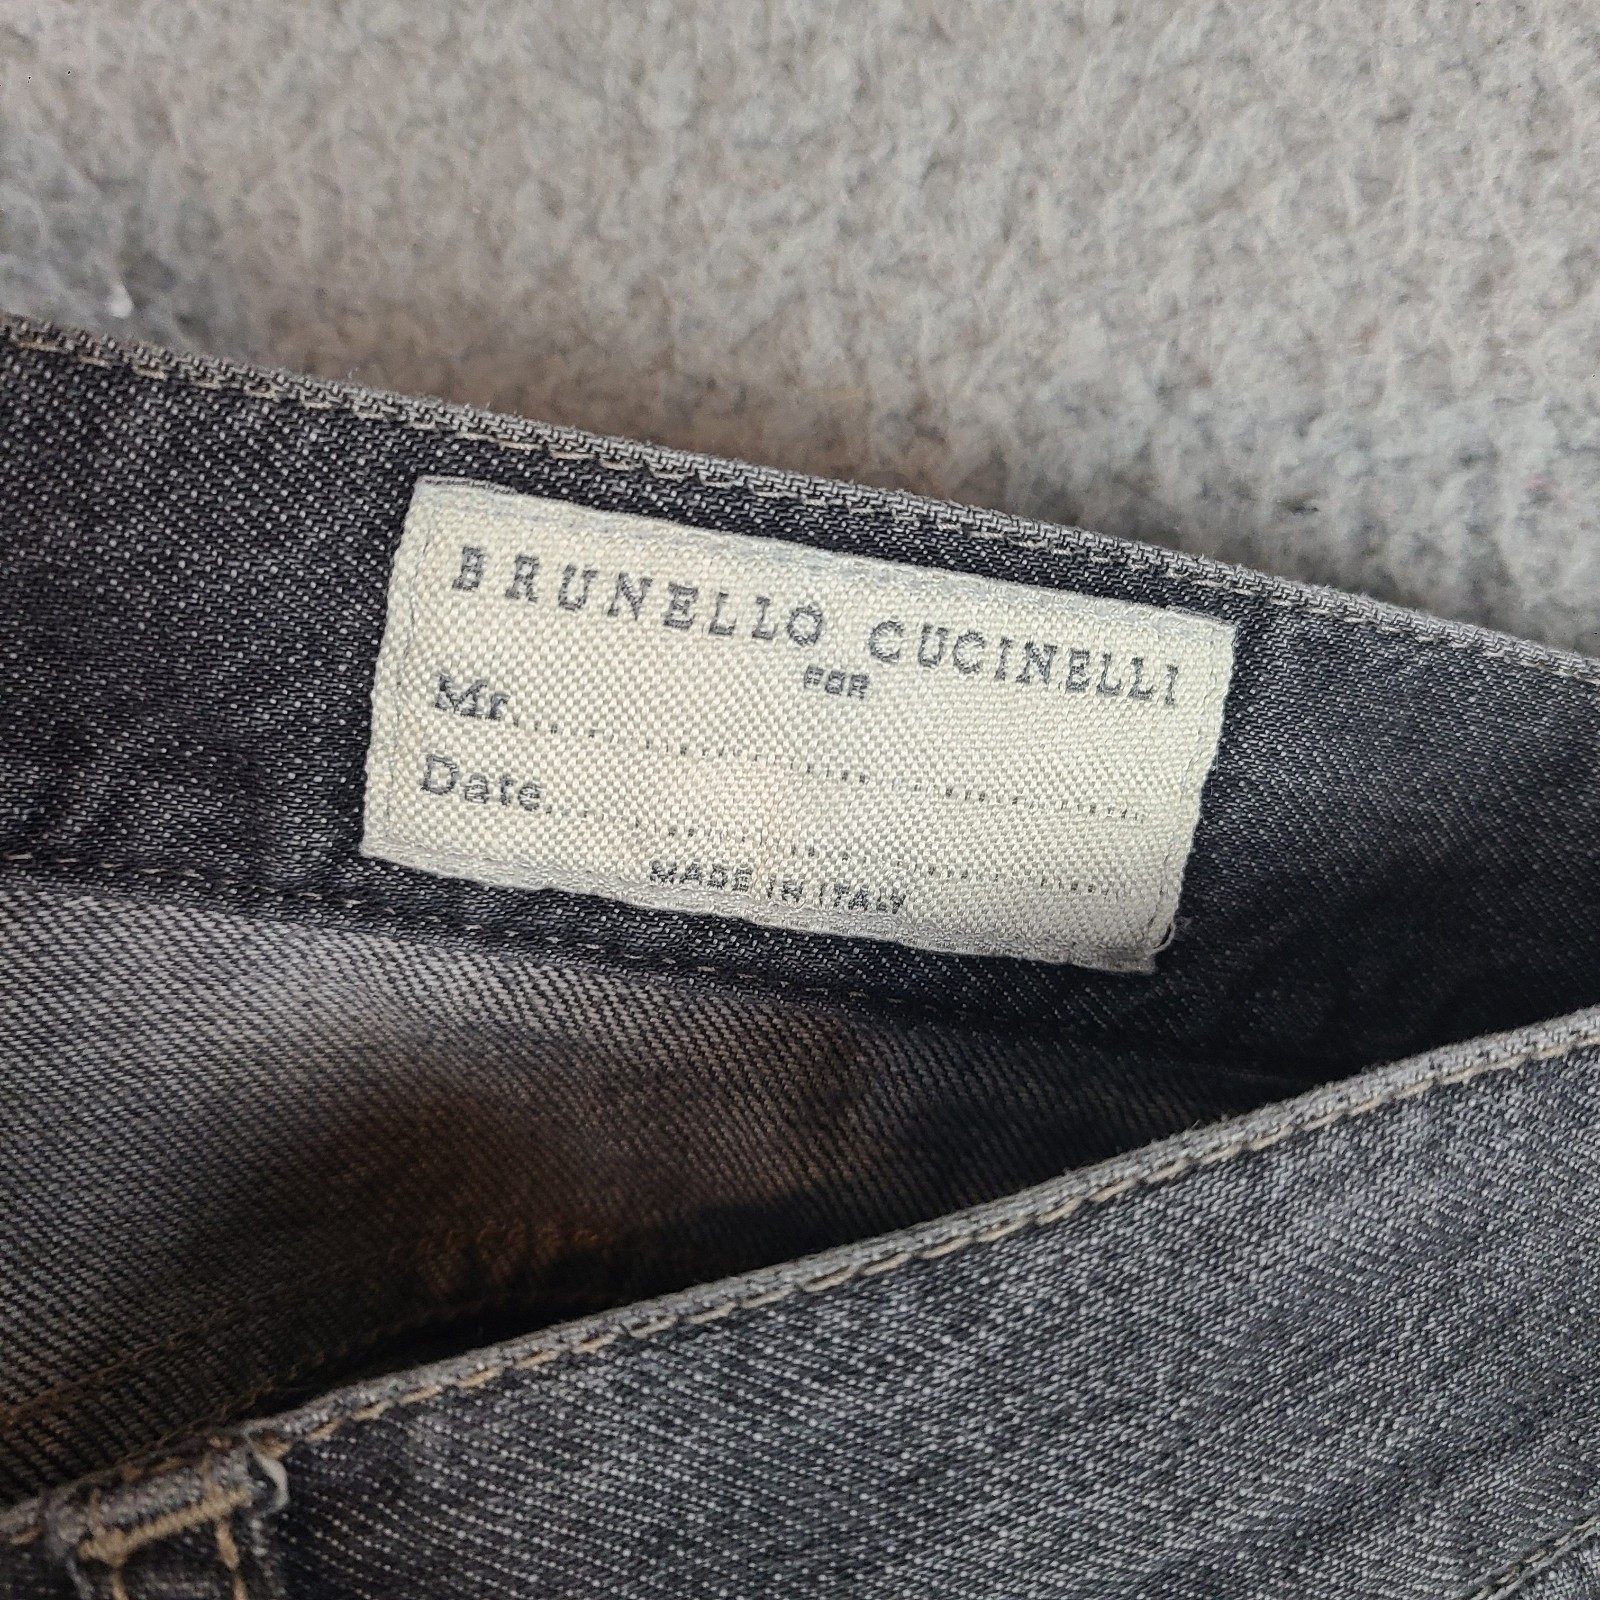 BRUNELLO CUCINELLI
FOR
Mr..............................................
Date..............................................
MADE IN ITALY